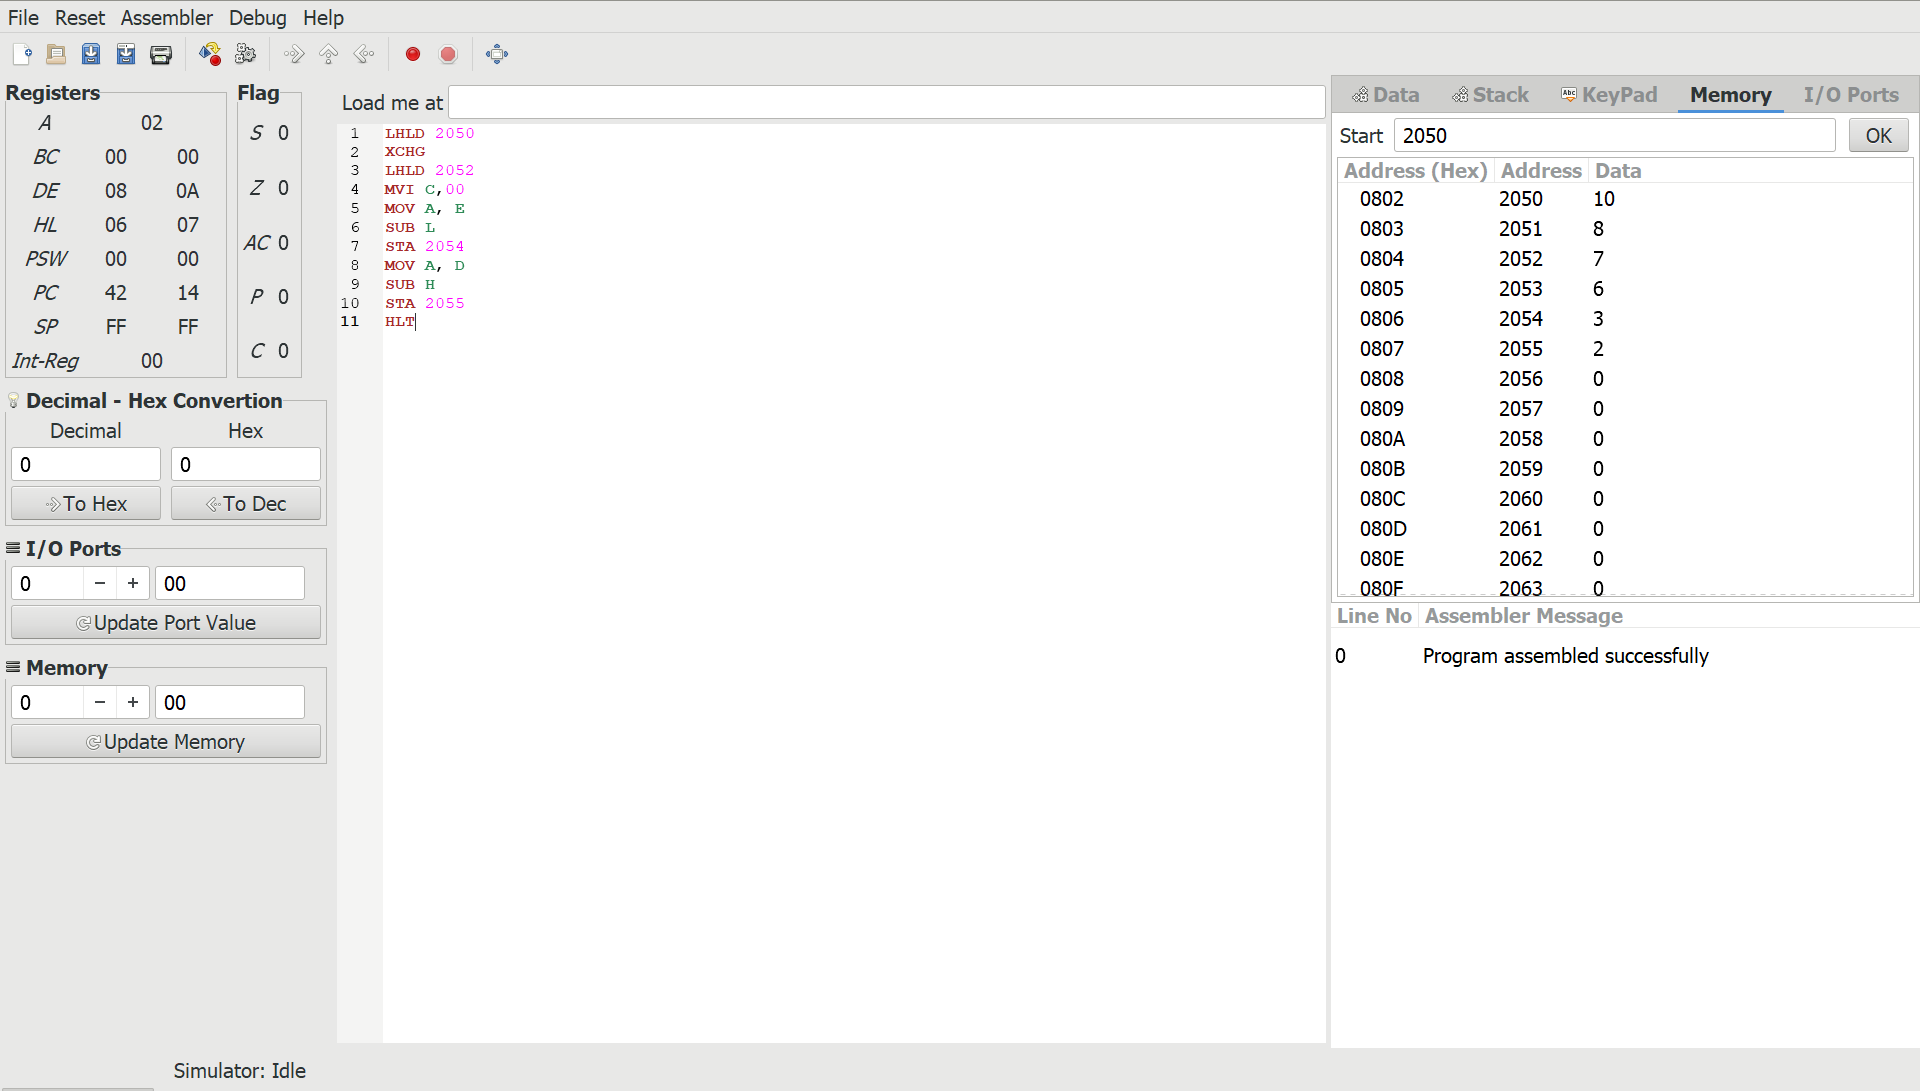 File Reset Assembler Debug Help
Registers
A 02
BC 00 00
DE 08 0A
HL 06 07
PSW 00 00
PC 42 14
SP FF FF
Int-Reg 00
Flag
S 0
Z 0
AC 0
P 0
C 0
Decimal - Hex Convertion
Decimal Hex
0 0
To Hex To Dec
I/O Ports
0 − + 00
Update Port Value
Memory
0 − + 00
Update Memory
Load me at
1 LHLD 2050
2 XCHG
3 LHLD 2052
4 MVI C,00
5 MOV A, E
6 SUB L
7 STA 2054
8 MOV A, D
9 SUB H
10 STA 2055
11 HLT
Data Stack Abc KeyPad Memory I/O Ports
Start 2050 OK
Address (Hex) Address Data
0802 2050 10
0803 2051 8
0804 2052 7
0805 2053 6
0806 2054 3
0807 2055 2
0808 2056 0
0809 2057 0
080A 2058 0
080B 2059 0
080C 2060 0
080D 2061 0
080E 2062 0
080F 2063 0
Line No Assembler Message
0 Program assembled successfully
Simulator: Idle